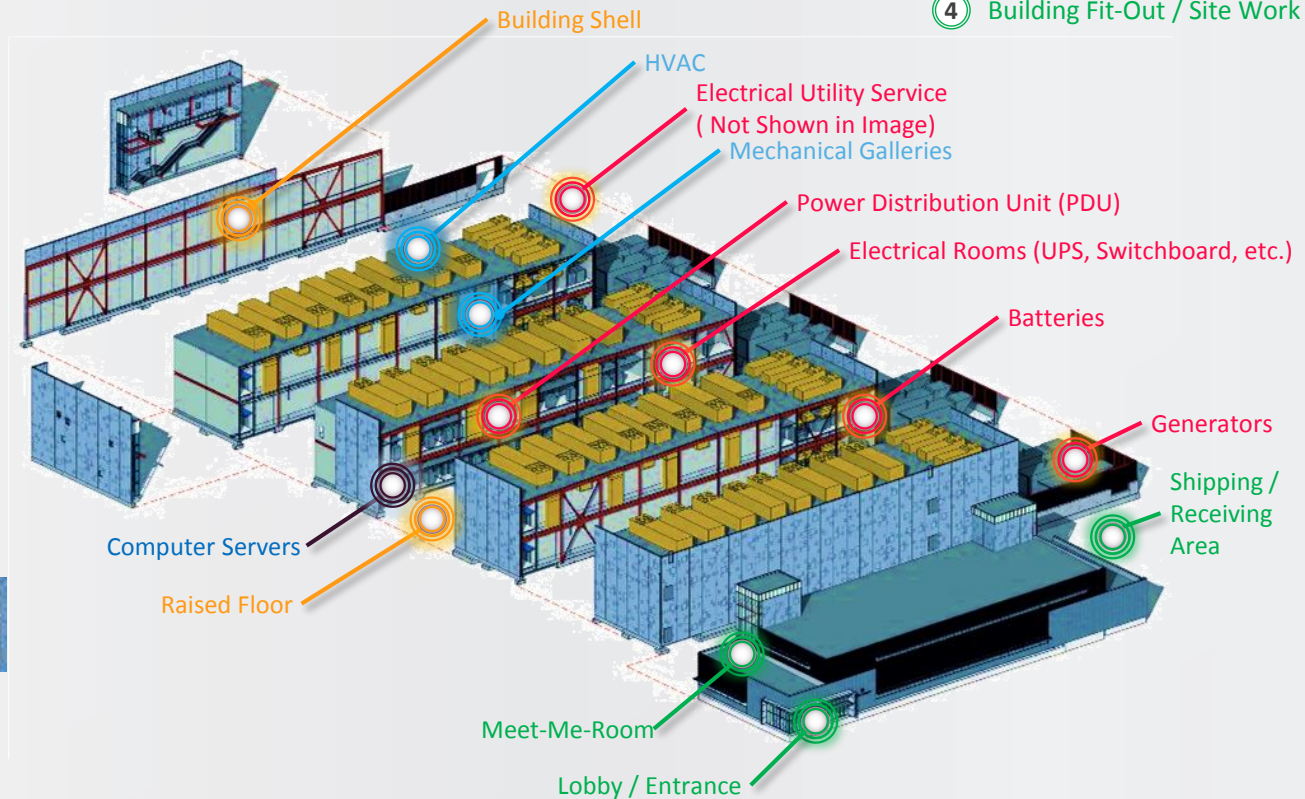 4 Building Fit-Out / Site Work
Building Shell
HVAC
Electrical Utility Service
( Not Shown in Image)
Mechanical Galleries
Power Distribution Unit (PDU)
Electrical Rooms (UPS, Switchboard, etc.)
Batteries
Generators
Shipping /
Receiving
Area
Computer Servers
Raised Floor
Meet-Me-Room
Lobby / Entrance